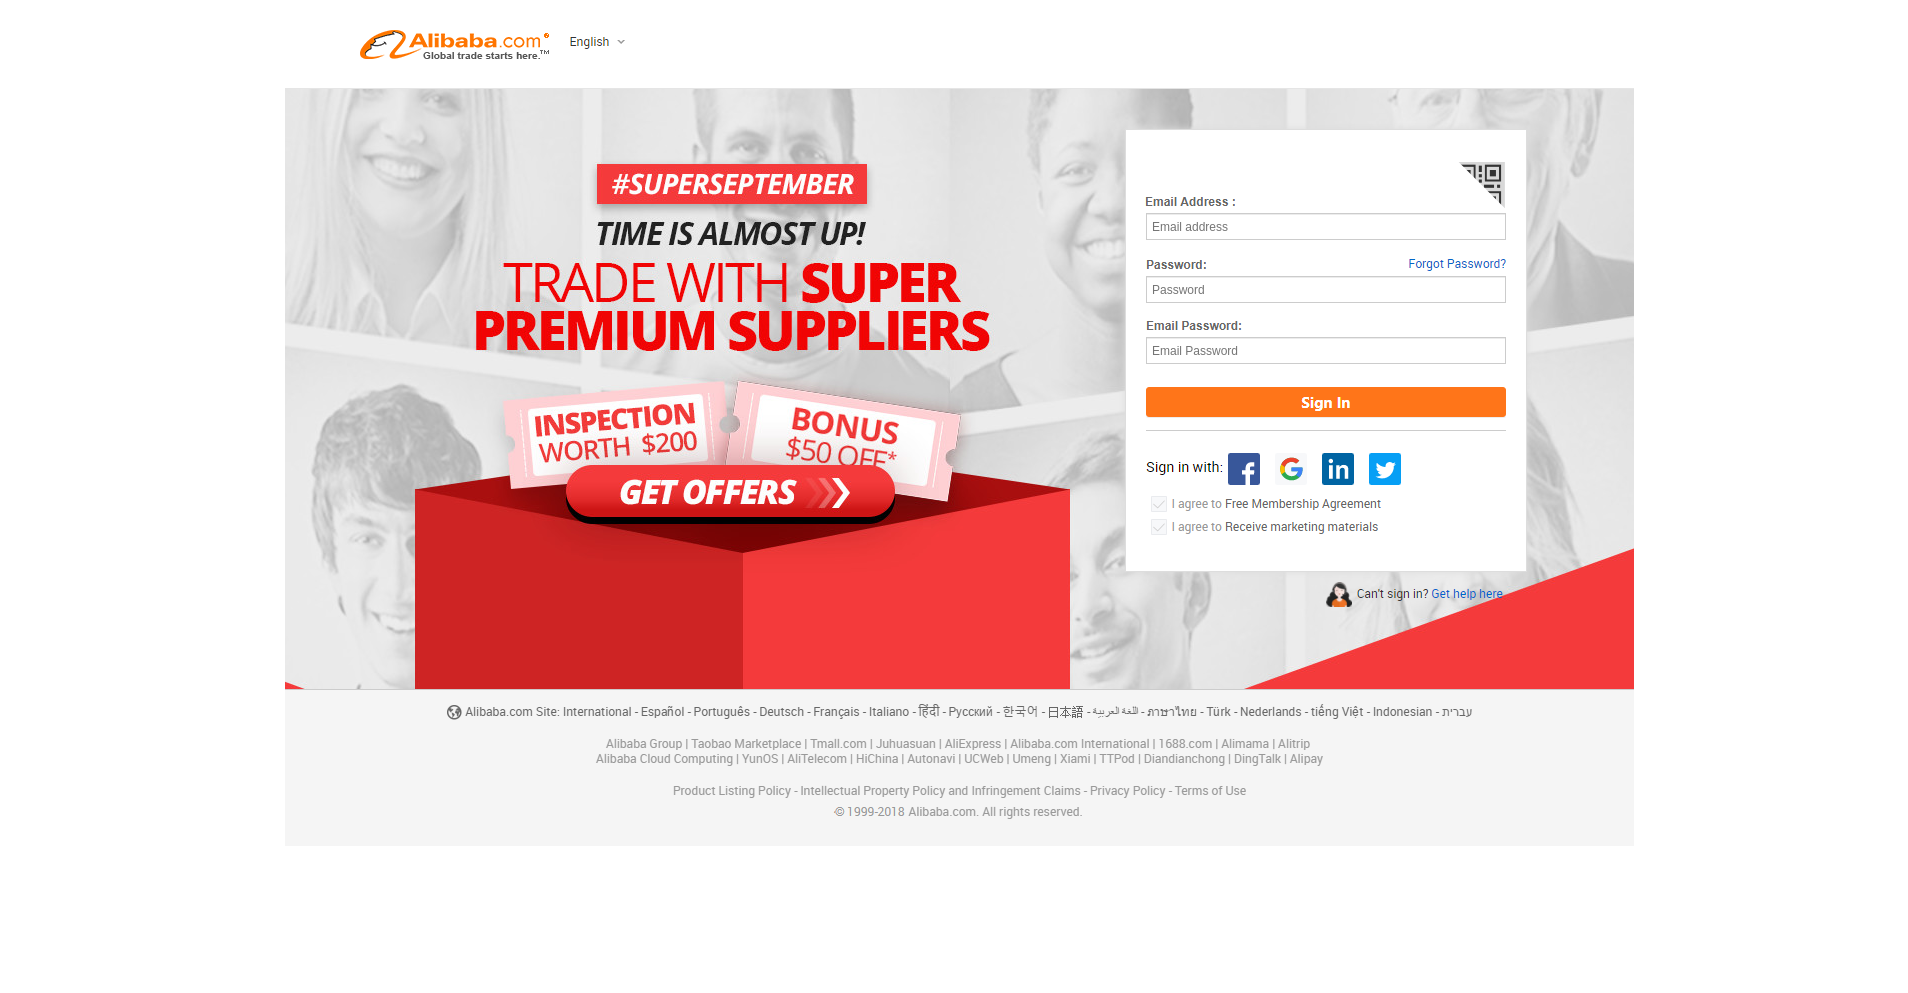 Alibaba.com®
Global trade starts here.™
English
#SUPERSEPTEMBER
TIME IS ALMOST UP!
TRADE WITH SUPER
PREMIUM SUPPLIERS
INSPECTION
WORTH $200
BONUS
$50 OFF*
GET OFFERS
Email Address :
Email address
Password:
Forgot Password?
Password
Email Password:
Email Password
Sign In
Sign in with:
I agree to Free Membership Agreement
I agree to Receive marketing materials
Can't sign in? Get help here
Alibaba.com Site: International - Español - Português - Deutsch - Français - Italiano - हिंदी - Pусский - 한국어 - 日本語 - اللغة العربية - ภาษาไทย - Türk - Nederlands - tiếng Việt - Indonesian - עברית
Alibaba Group | Taobao Marketplace | Tmall.com | Juhuasuan | AliExpress | Alibaba.com International | 1688.com | Alimama | Alitrip
Alibaba Cloud Computing | YunOS | AliTelecom | HiChina | Autonavi | UCWeb | Umeng | Xiami | TTPod | Diandianchong | DingTalk | Alipay
Product Listing Policy - Intellectual Property Policy and Infringement Claims - Privacy Policy - Terms of Use
© 1999-2018 Alibaba.com. All rights reserved.